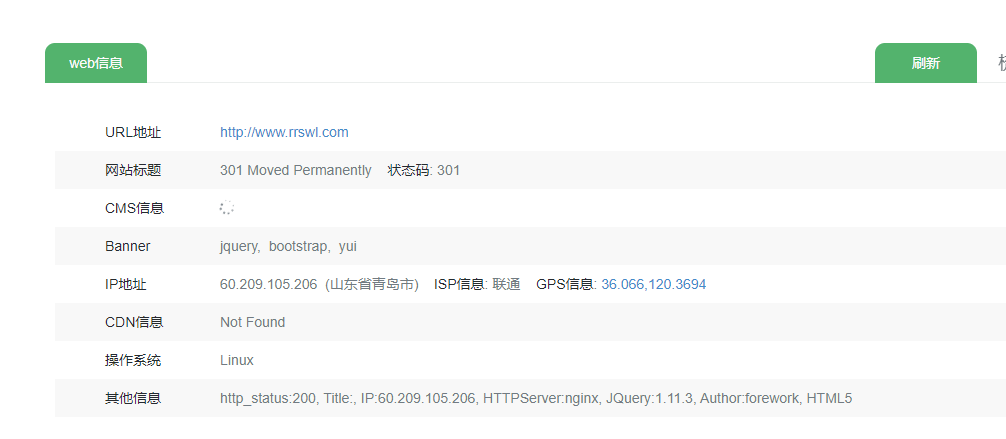 web信息 刷新
URL地址 http://www.rrswl.com
网站标题 301 Moved Permanently 状态码: 301
CMS信息
Banner jquery, bootstrap, yui
IP地址 60.209.105.206 (山东省青岛市) ISP信息: 联通 GPS信息: 36.066,120.3694
CDN信息 Not Found
操作系统 Linux
其他信息 http_status:200, Title:, IP:60.209.105.206, HTTPServer:nginx, JQuery:1.11.3, Author:forework, HTML5